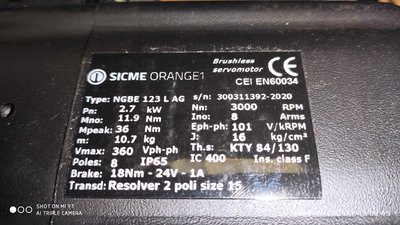 SICME ORANGE1
Brushless
servomotor
CE
CEI EN60034
Type: NGBE 123 L AG s/n: 300311392-2020
Pn: 2.7 kW Nn: 3000 RPM
Mno: 11.9 Nm Ino: 8 Arms
Mpeak: 36 Nm Eph-ph: 101 V/kRPM
m: 10.7 kg J: 16 kg/cm²
Vmax: 360 Vph-ph Th.s: KTY 84/130
Poles: 8 IP65 IC 400 Ins. class F
Brake: 18Nm - 24V - 1A
Transd: Resolver 2 poli size 15
SHOT ON MI 9T
AI TRIPLE CAMERA